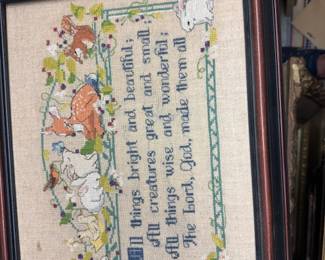 All things bright and beautiful;
All creatures great and small;
All things wise and wonderful;
The Lord, God, made them all